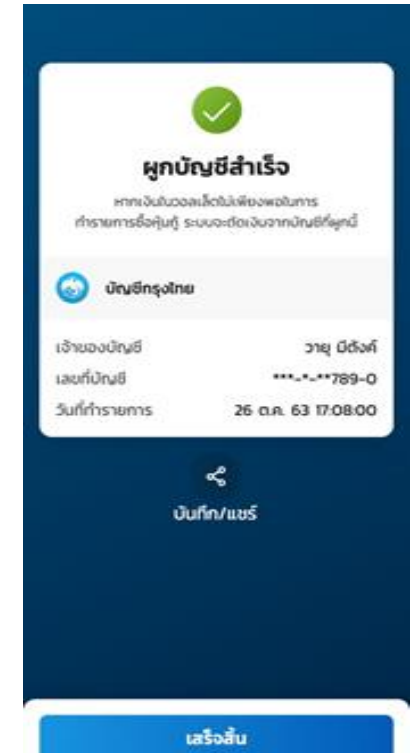 ผูกบัญชีสำเร็จ
หากเงินในวอลเล็ตไม่เพียงพอในการ
ทำรายการซื้อหุ้นกู้ ระบบจะตัดเงินจากบัญชีที่ผูกนี้
บัญชีกรุงไทย
เจ้าของบัญชี วายุ มีตังค์
เลขที่บัญชี ***-*-**789-0
วันที่ทำรายการ 26 ต.ค. 63 17:08:00
บันทึก/แชร์
เสร็จสิ้น